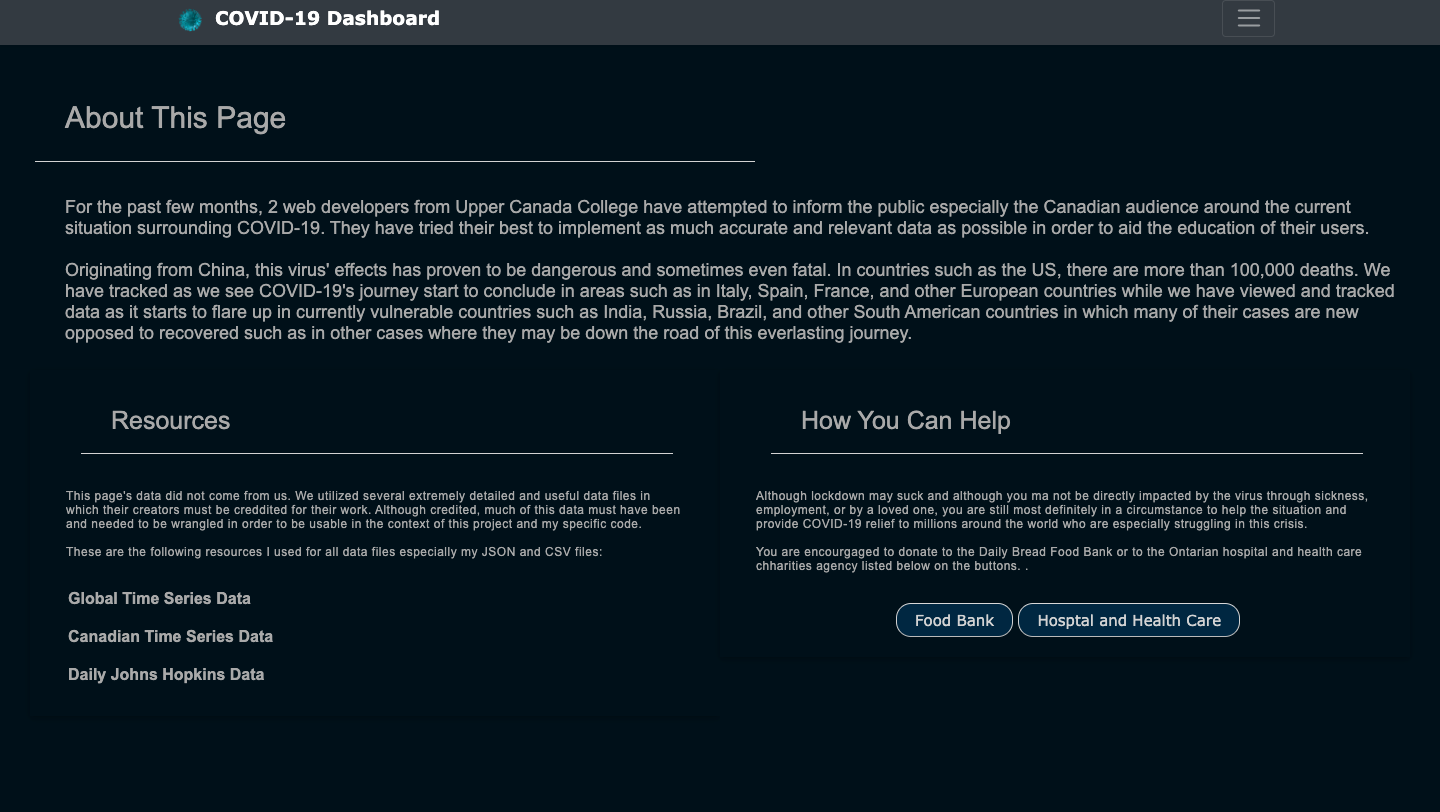 COVID-19 Dashboard
About This Page
For the past few months, 2 web developers from Upper Canada College have attempted to inform the public especially the Canadian audience around the current
situation surrounding COVID-19. They have tried their best to implement as much accurate and relevant data as possible in order to aid the education of their users.
Originating from China, this virus' effects has proven to be dangerous and sometimes even fatal. In countries such as the US, there are more than 100,000 deaths. We
have tracked as we see COVID-19's journey start to conclude in areas such as in Italy, Spain, France, and other European countries while we have viewed and tracked
data as it starts to flare up in currently vulnerable countries such as India, Russia, Brazil, and other South American countries in which many of their cases are new
opposed to recovered such as in other cases where they may be down the road of this everlasting journey.
Resources
This page's data did not come from us. We utilized several extremely detailed and useful data files in
which their creators must be creddited for their work. Although credited, much of this data must have been
and needed to be wrangled in order to be usable in the context of this project and my specific code.
These are the following resources I used for all data files especially my JSON and CSV files:
Global Time Series Data
Canadian Time Series Data
Daily Johns Hopkins Data
How You Can Help
Although lockdown may suck and although you ma not be directly impacted by the virus through sickness,
employment, or by a loved one, you are still most definitely in a circumstance to help the situation and
provide COVID-19 relief to millions around the world who are especially struggling in this crisis.
You are encourgaged to donate to the Daily Bread Food Bank or to the Ontarian hospital and health care
chharities agency listed below on the buttons. .
Food Bank
Hosptal and Health Care